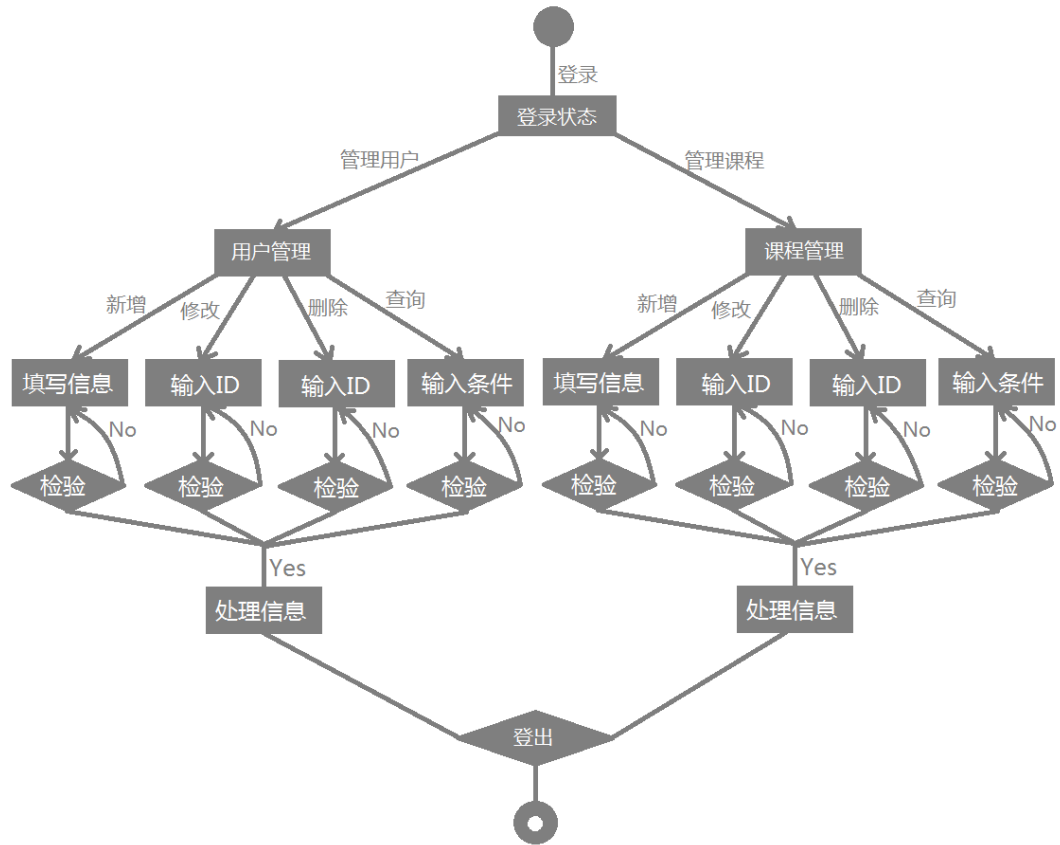 登录
登录状态
管理用户
管理课程
用户管理
课程管理
新增
修改
删除
查询
新增
修改
删除
查询
填写信息
输入ID
输入ID
输入条件
填写信息
输入ID
输入ID
输入条件
No
No
No
No
No
No
No
No
检验
检验
检验
检验
检验
检验
检验
检验
Yes
Yes
处理信息
处理信息
登出